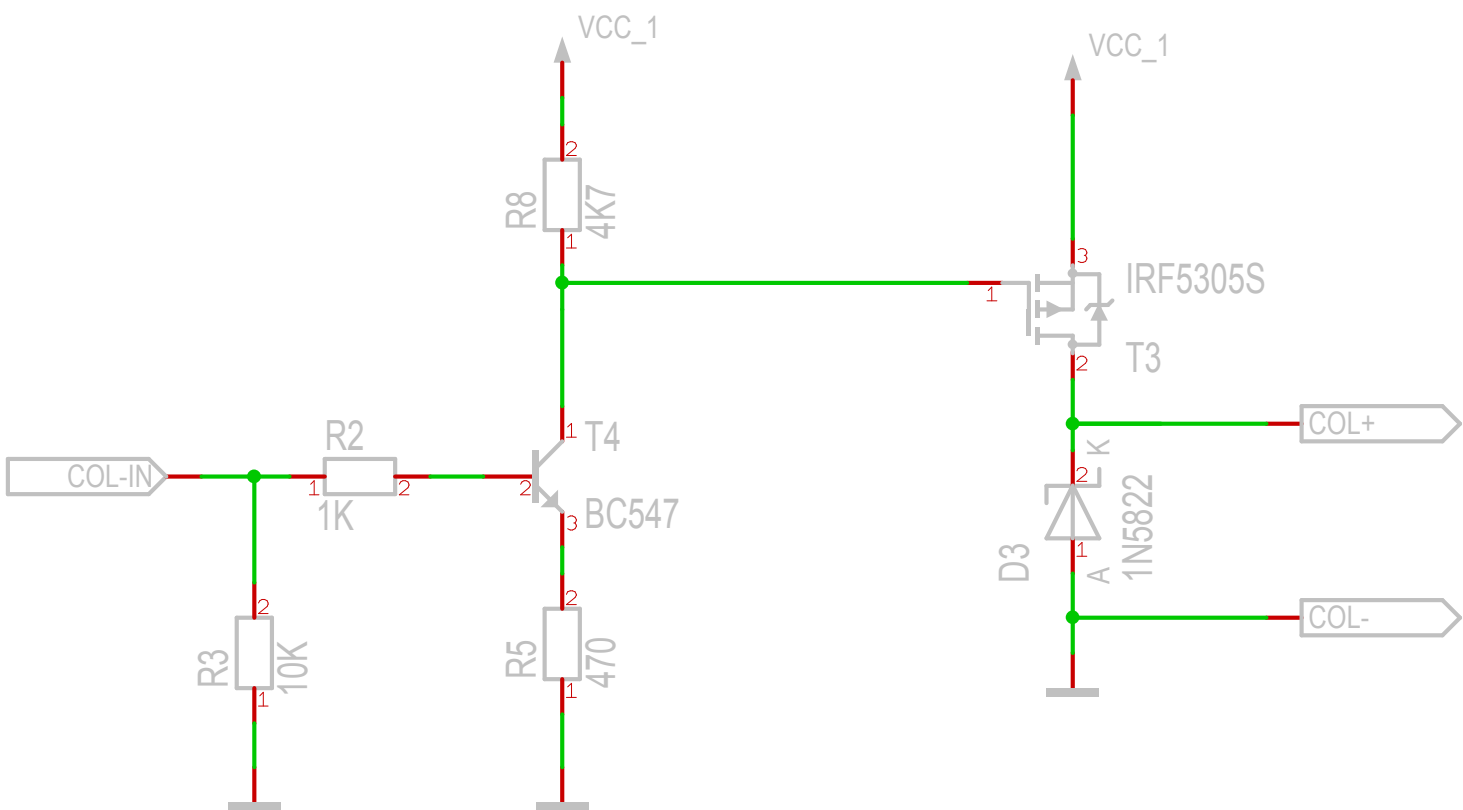 VCC_1
VCC_1
2
R8
4K7
1
3
IRF5305S
1
T3
2
COL+
R2
1
T4
K
COL-IN
1
2
2
2
1K
3
BC547
D3
1N5822
1
A
2
2
COL-
R3
10K
R5
470
1
1